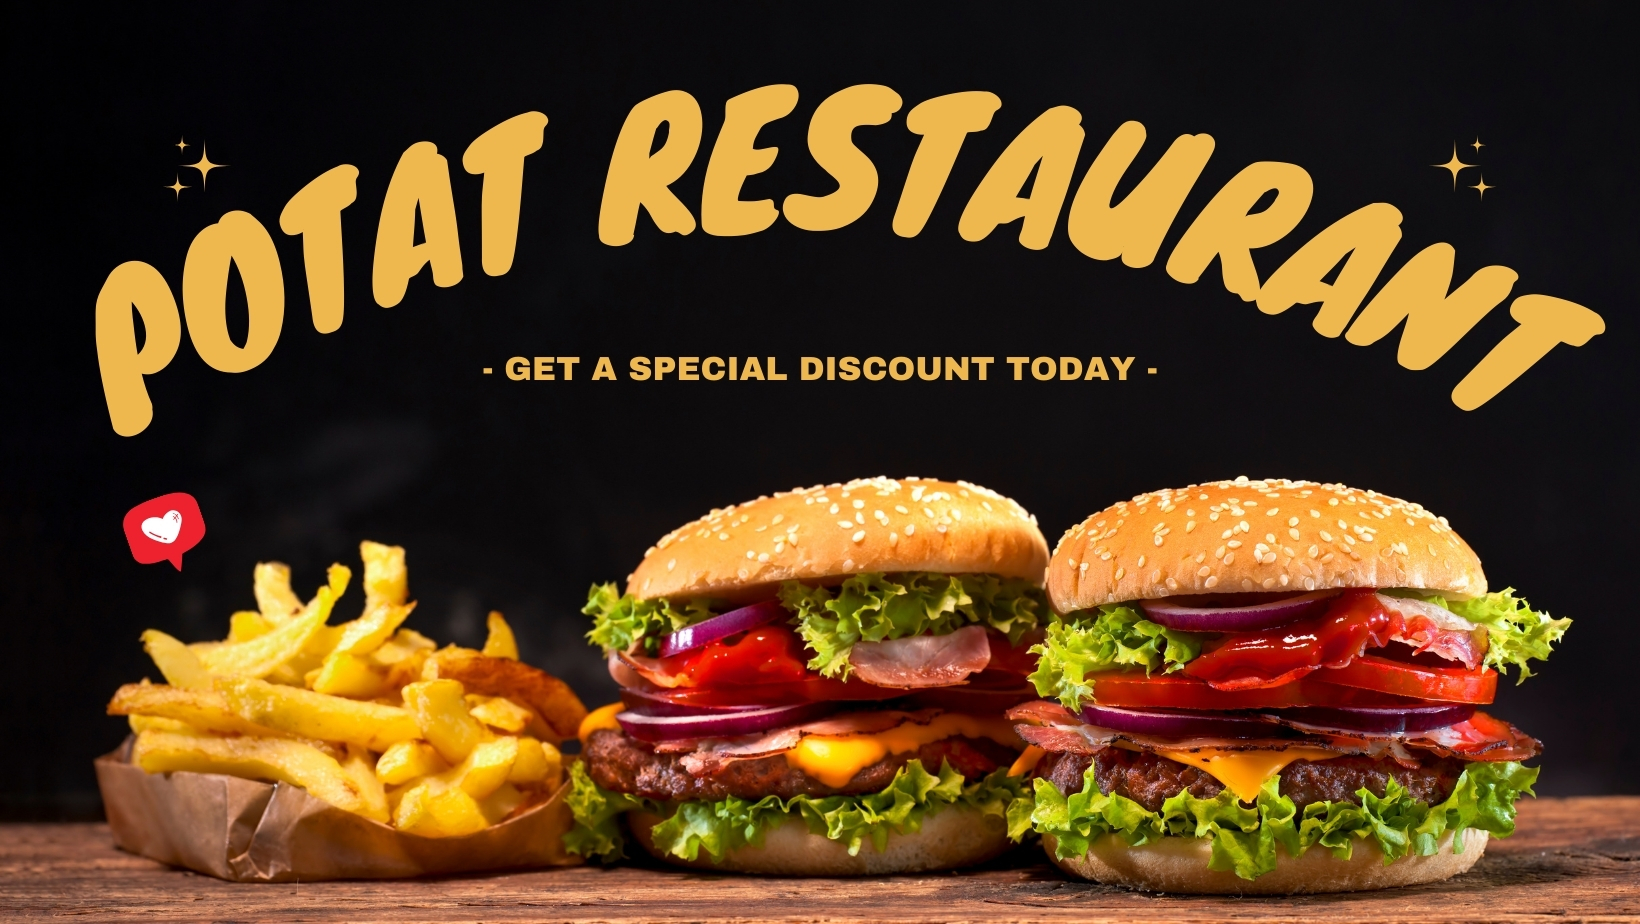 POTAT RESTAURANT
- GET A SPECIAL DISCOUNT TODAY -